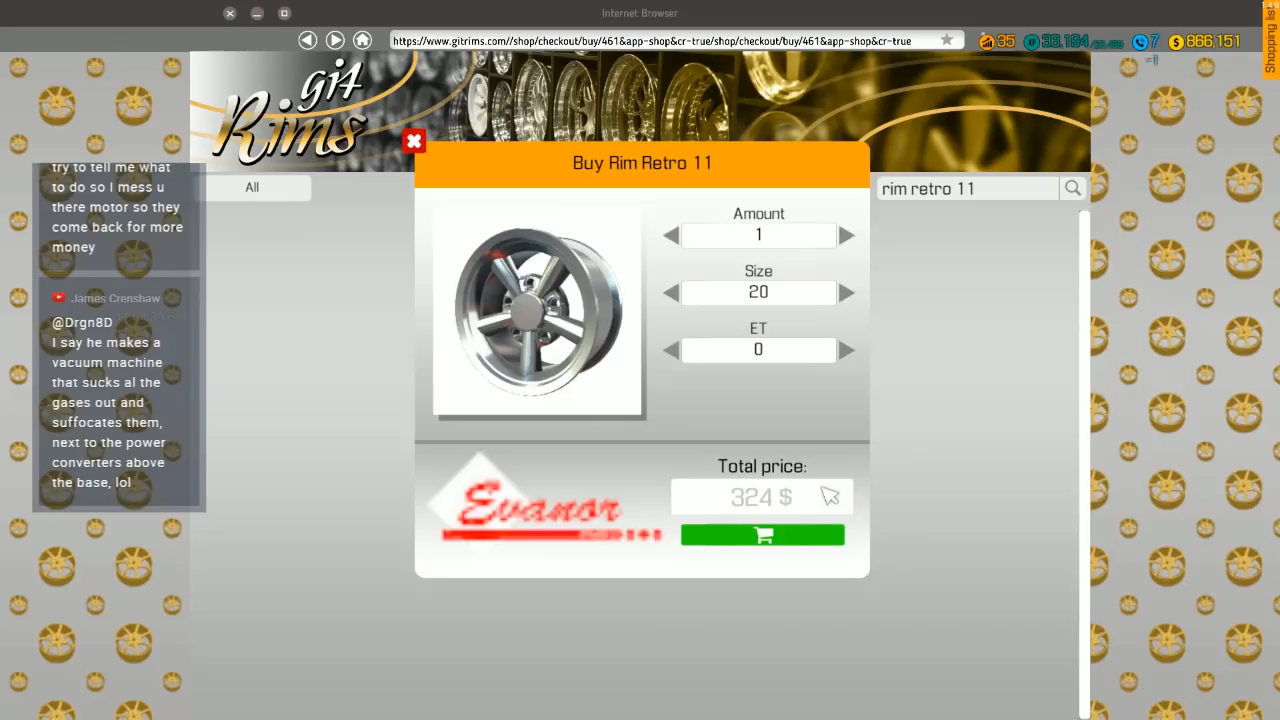 Internet Browser
https://www.gitrims.com//shop/checkout/buy/461&app-shop&cr-true/shop/checkout/buy/461&app-shop&cr-true
35
7
866,151
Shopping list
git
Rims
Buy Rim Retro 11
All
rim retro 11
try to tell me what
to do so I mess u
there motor so they
come back for more
money
James Crenshaw
@Drgn8D
I say he makes a
vacuum machine
that sucks al the
gases out and
suffocates them,
next to the power
converters above
the base, lol
Amount
1
Size
20
ET
0
Evanor
Total price:
324 $